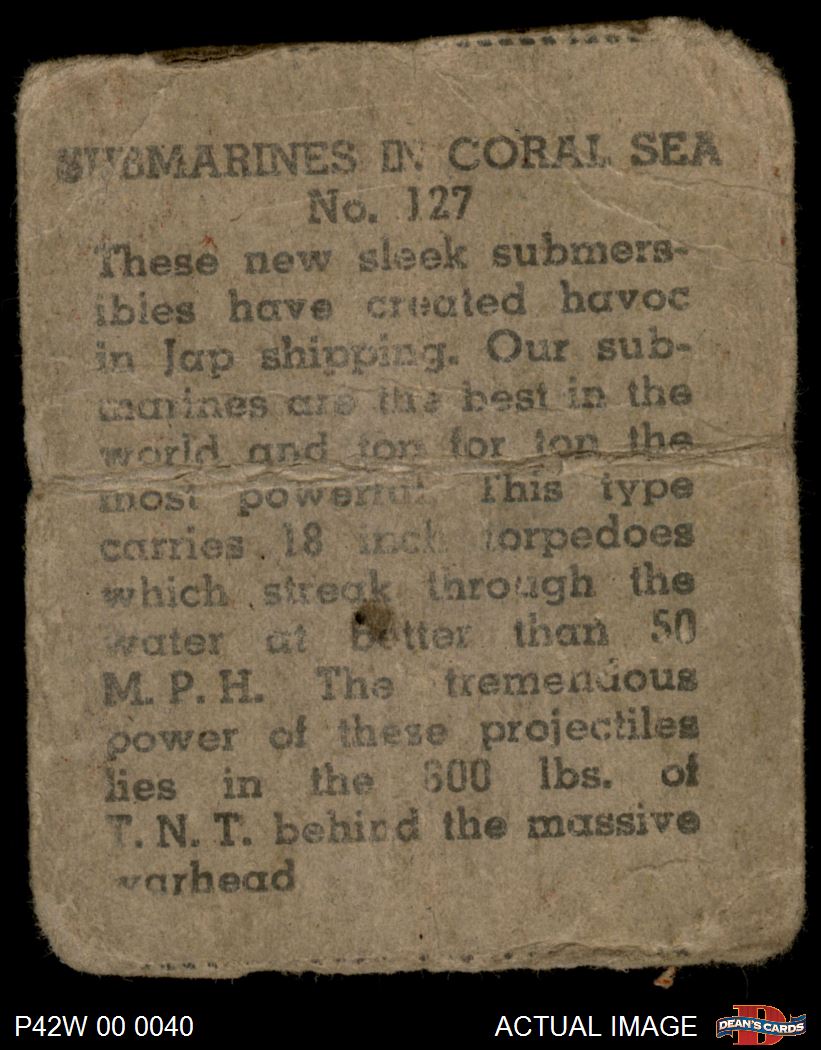 SUBMARINES IN CORAL SEA
No. 127
These new sleek submers-
ibles have created havoc
in Jap shipping. Our sub-
marines are the best in the
world and ton for ton the
most powerful. This type
carries 18 inch torpedoes
which streak through the
water at better than 50
M. P. H. The tremendous
power of these projectiles
lies in the 600 lbs. of
T. N. T. behind the massive
warhead
P42W 00 0040
ACTUAL IMAGE
D
DEAN'S CARDS